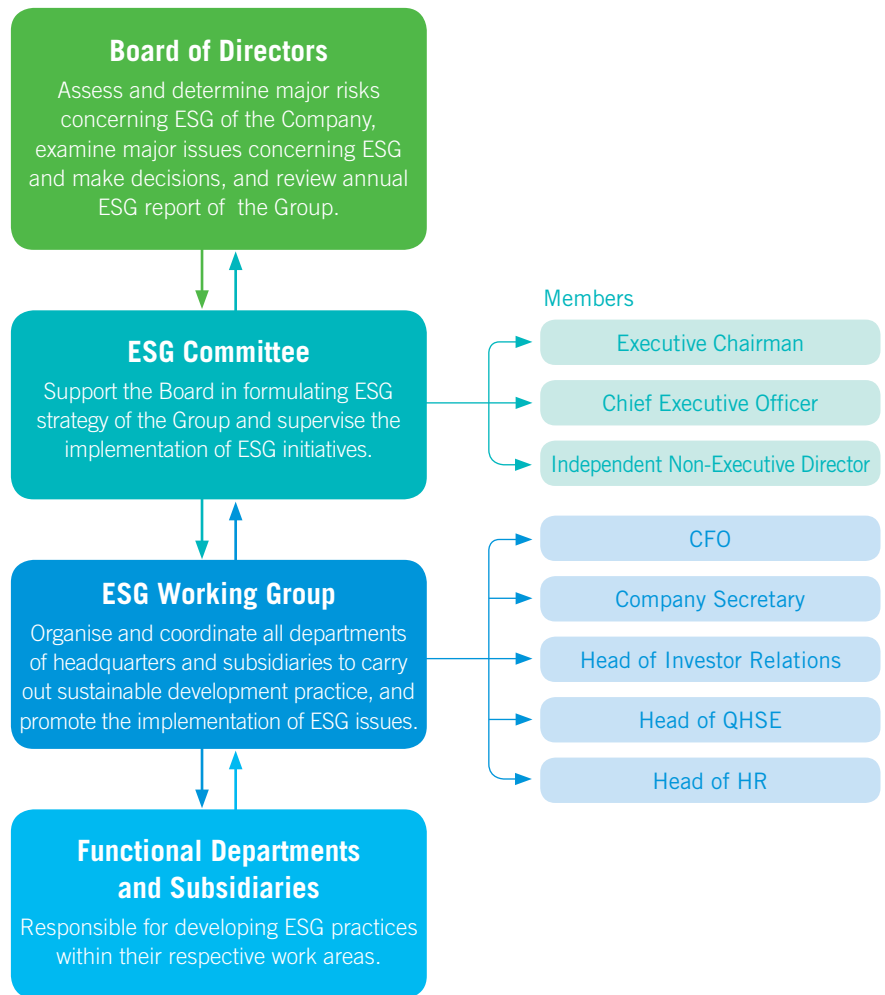 Board of Directors
Assess and determine major risks
concerning ESG of the Company,
examine major issues concerning ESG
and make decisions, and review annual
ESG report of the Group.
Members
ESG Committee
Support the Board in formulating ESG
strategy of the Group and supervise the
implementation of ESG initiatives.
Executive Chairman
Chief Executive Officer
Independent Non-Executive Director
ESG Working Group
Organise and coordinate all departments
of headquarters and subsidiaries to carry
out sustainable development practice, and
promote the implementation of ESG issues.
CFO
Company Secretary
Head of Investor Relations
Head of QHSE
Head of HR
Functional Departments
and Subsidiaries
Responsible for developing ESG practices
within their respective work areas.